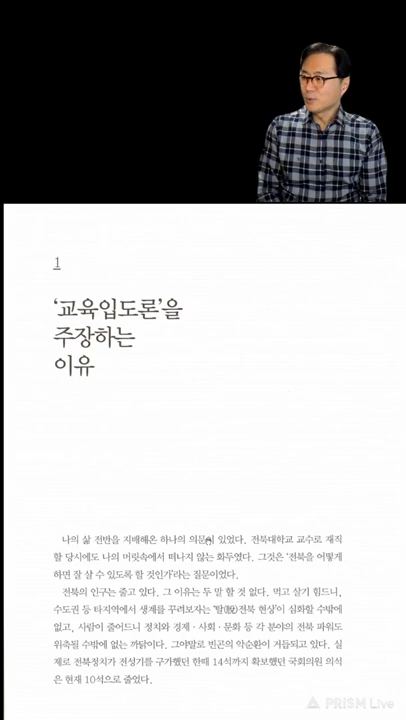 1
‘교육입도론’을
주장하는
이유
나의 삶 전반을 지배해온 하나의 의문이 있었다. 전북대학교 교수로 재직
할 당시에도 나의 머릿속에서 떠나지 않는 화두였다. 그것은 ‘전북을 어떻게
하면 잘 살 수 있도록 할 것인가’라는 질문이었다.
전북의 인구는 줄고 있다. 그 이유는 두 말 할 것 없다. 먹고 살기 힘드니,
수도권 등 타지역에서 생계를 꾸려보자는 ‘탈(脫)전북 현상’이 심화할 수밖에
없고, 사람이 줄어드니 정치와 경제·사회·문화 등 각 분야의 전북 파워도
위축될 수밖에 없는 까닭이다. 그야말로 빈곤의 악순환이 거듭되고 있다. 실
제로 전북정치가 전성기를 구가했던 한때 14석까지 확보했던 국회의원 의석
은 현재 10석으로 줄었다.
PRISM Live